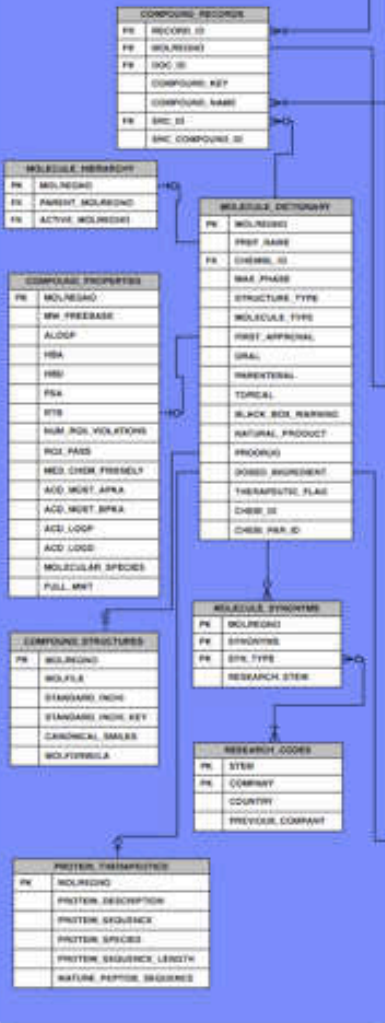 COMPOUND_RECORDS
PK RECORD_ID
FK MOLREGNO
FK DOC_ID
COMPOUND_KEY
COMPOUND_NAME
FK SRC_ID
SRC_COMPOUND_ID
MOLECULE_HIERARCHY
PK MOLREGNO
FK PARENT_MOLREGNO
FK ACTIVE_MOLREGNO
MOLECULE_DICTIONARY
PK MOLREGNO
PREF_NAME
FK CHEMBL_ID
MAX_PHASE
STRUCTURE_TYPE
MOLECULE_TYPE
FIRST_APPROVAL
ORAL
PARENTERAL
TOPICAL
BLACK_BOX_WARNING
NATURAL_PRODUCT
PRODRUG
DOSED_INGREDIENT
THERAPEUTIC_FLAG
CHEBI_ID
CHEBI_PAR_ID
COMPOUND_PROPERTIES
PK MOLREGNO
MW_FREEBASE
ALOGP
HBA
HBD
PSA
RTB
NUM_RO5_VIOLATIONS
RO3_PASS
MED_CHEM_FRIENDLY
ACD_MOST_APKA
ACD_MOST_BPKA
ACD_LOGP
ACD_LOGD
MOLECULAR_SPECIES
FULL_MWT
MOLECULE_SYNONYMS
PK MOLREGNO
PK SYNONYMS
PK SYN_TYPE
RESEARCH_STEM
COMPOUND_STRUCTURES
PK MOLREGNO
MOLFILE
STANDARD_INCHI
STANDARD_INCHI_KEY
CANONICAL_SMILES
MOLFORMULA
RESEARCH_CODES
PK STEM
PK COMPANY
COUNTRY
PREVIOUS_COMPANY
PROTEIN_THERAPEUTICS
PK MOLREGNO
PROTEIN_DESCRIPTION
PROTEIN_SEQUENCE
PROTEIN_SPECIES
PROTEIN_SEQUENCE_LENGTH
MATURE_PEPTIDE_SEQUENCE